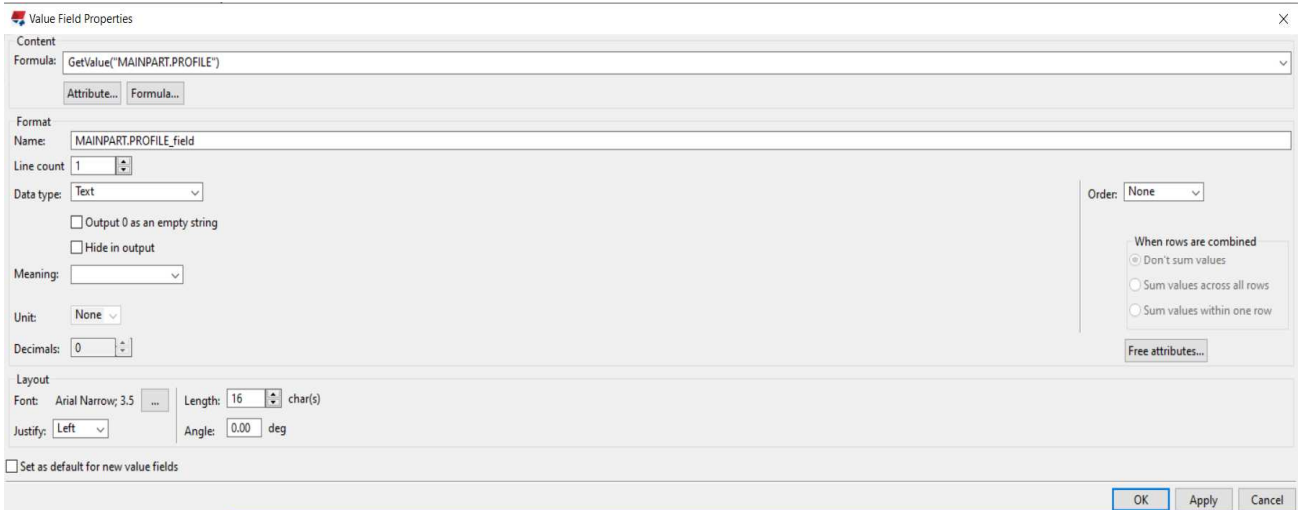 Value Field Properties
Content
Formula: GetValue("MAINPART.PROFILE")
Attribute... Formula...
Format
Name: MAINPART.PROFILE_field
Line count 1
Data type: Text
Order: None
Output 0 as an empty string
Hide in output
When rows are combined
Don't sum values
Meaning:
Sum values across all rows
Unit: None
Sum values within one row
Decimals: 0
Free attributes...
Layout
Font: Arial Narrow; 3.5 ... Length: 16 char(s)
Justify: Left Angle: 0.00 deg
Set as default for new value fields
OK Apply Cancel